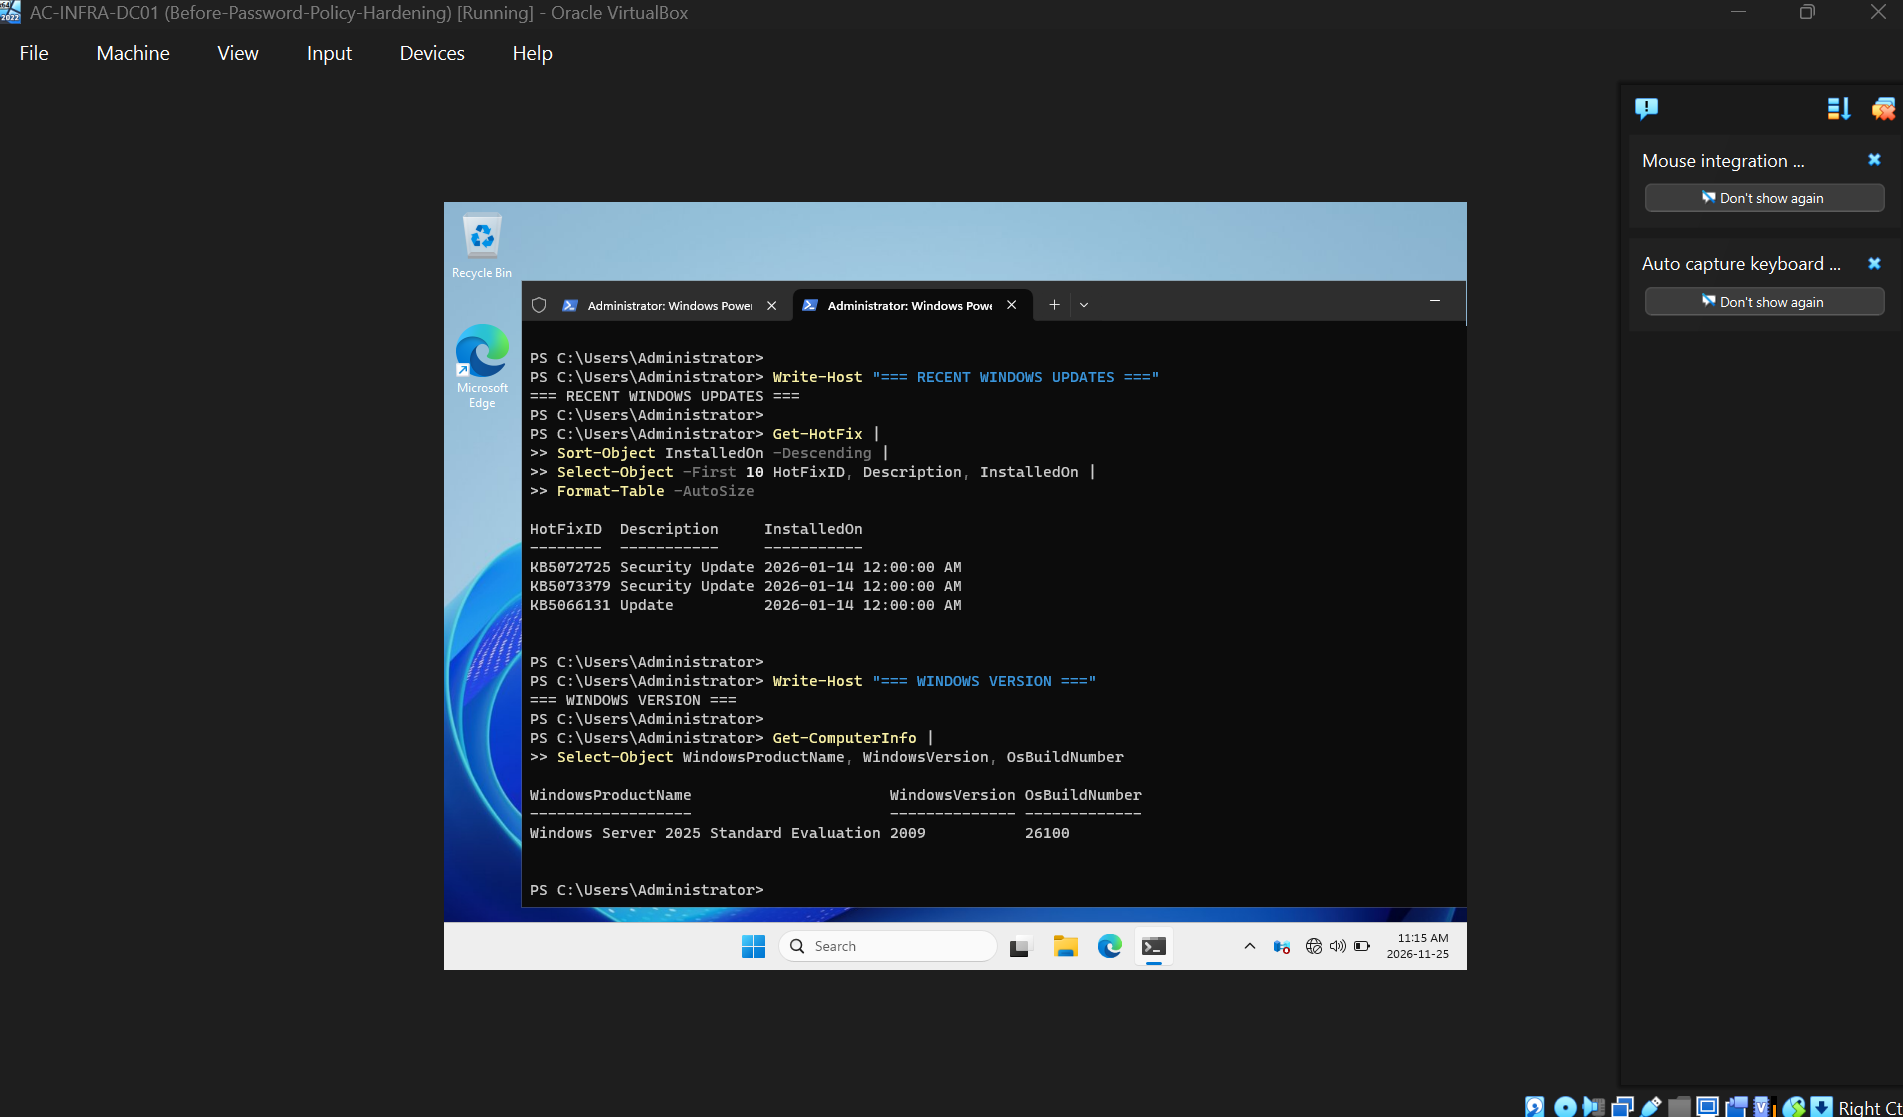 AC-INFRA-DC01 (Before-Password-Policy-Hardening) [Running] - Oracle VirtualBox
File Machine View Input Devices Help
Mouse integration ...
Don't show again
Auto capture keyboard ...
Don't show again
Recycle Bin
Microsoft
Edge
Administrator: Windows Power Administrator: Windows Powe
PS C:\Users\Administrator>
PS C:\Users\Administrator> Write-Host "=== RECENT WINDOWS UPDATES ==="
=== RECENT WINDOWS UPDATES ===
PS C:\Users\Administrator>
PS C:\Users\Administrator> Get-HotFix |
>> Sort-Object InstalledOn -Descending |
>> Select-Object -First 10 HotFixID, Description, InstalledOn |
>> Format-Table -AutoSize
HotFixID Description InstalledOn
-------- ----------- -----------
KB5072725 Security Update 2026-01-14 12:00:00 AM
KB5073379 Security Update 2026-01-14 12:00:00 AM
KB5066131 Update 2026-01-14 12:00:00 AM
PS C:\Users\Administrator>
PS C:\Users\Administrator> Write-Host "=== WINDOWS VERSION ==="
=== WINDOWS VERSION ===
PS C:\Users\Administrator>
PS C:\Users\Administrator> Get-ComputerInfo |
>> Select-Object WindowsProductName, WindowsVersion, OsBuildNumber
WindowsProductName WindowsVersion OsBuildNumber
------------------ -------------- -------------
Windows Server 2025 Standard Evaluation 2009 26100
PS C:\Users\Administrator>
Search
11:15 AM
2026-11-25
Right Ct